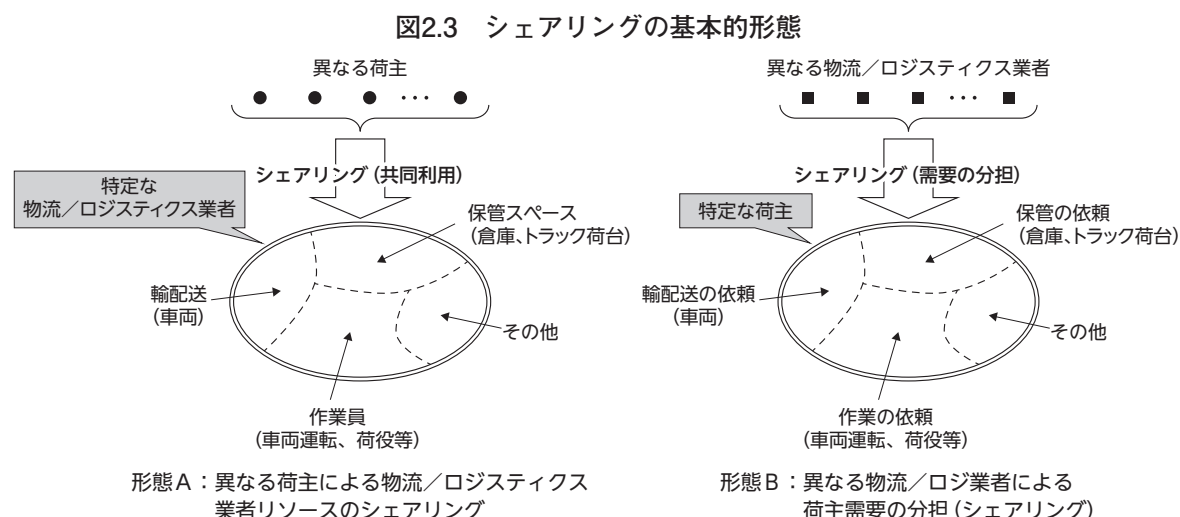 図2.3 シェアリングの基本的形態
異なる荷主
シェアリング（共同利用）
特定な
物流／ロジスティクス業者
保管スペース
（倉庫、トラック荷台）
輸配送
（車両）
その他
作業員
（車両運転、荷役等）
形態A：異なる荷主による物流／ロジスティクス
業者リソースのシェアリング
異なる物流／ロジスティクス業者
シェアリング（需要の分担）
特定な荷主
保管の依頼
（倉庫、トラック荷台）
輸配送の依頼
（車両）
その他
作業の依頼
（車両運転、荷役等）
形態B：異なる物流／ロジ業者による
荷主需要の分担（シェアリング）